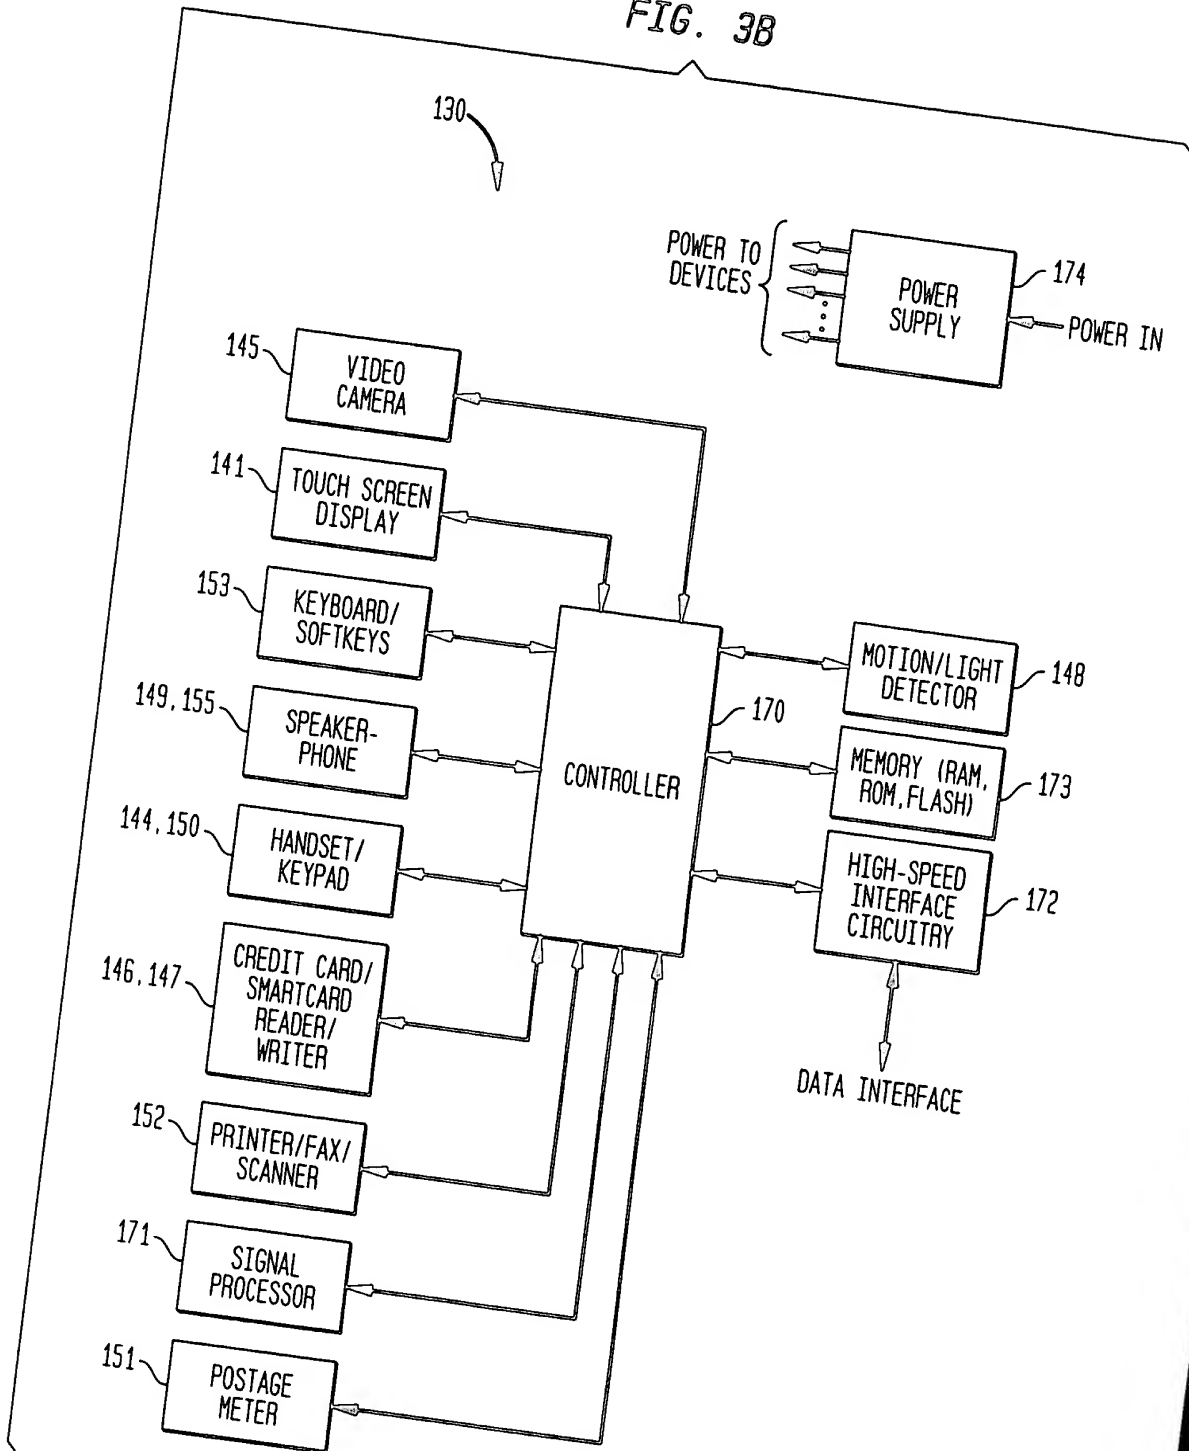 FIG. 3B
130
POWER TO
DEVICES
POWER
SUPPLY
174
POWER IN
145
VIDEO
CAMERA
141
TOUCH SCREEN
DISPLAY
153
KEYBOARD/
SOFTKEYS
149,155
SPEAKER-
PHONE
144,150
HANDSET/
KEYPAD
146,147
CREDIT CARD/
SMARTCARD
READER/
WRITER
152
PRINTER/FAX/
SCANNER
171
SIGNAL
PROCESSOR
151
POSTAGE
METER
CONTROLLER
170
MOTION/LIGHT
DETECTOR
148
MEMORY (RAM,
ROM,FLASH)
173
HIGH-SPEED
INTERFACE
CIRCUITRY
172
DATA INTERFACE